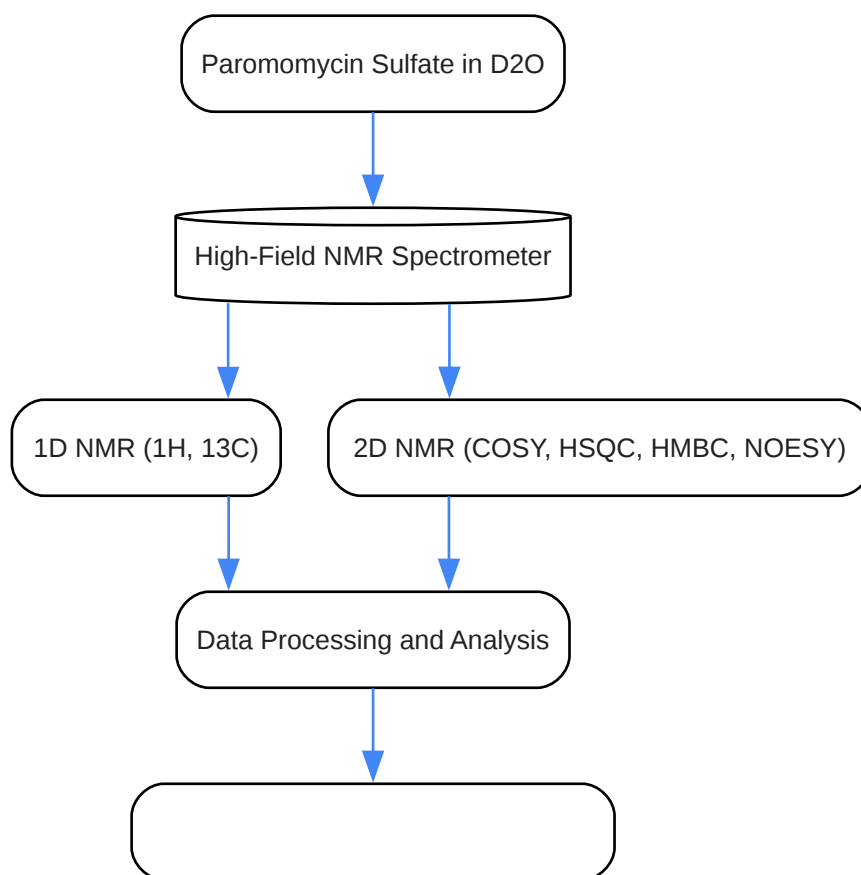 Paromomycin Sulfate in D2O
High-Field NMR Spectrometer
1D NMR (1H, 13C)
2D NMR (COSY, HSQC, HMBC, NOESY)
Data Processing and Analysis